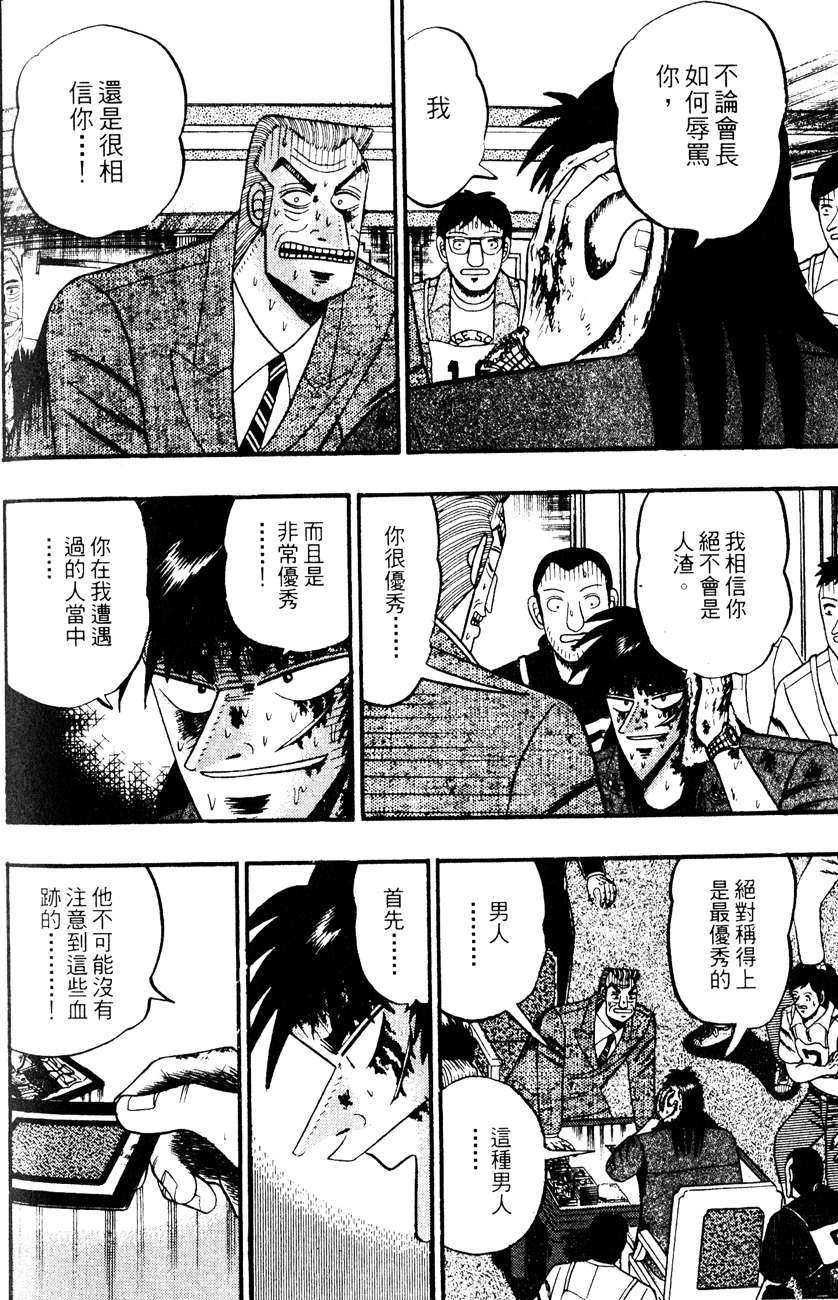 不論會長
如何辱罵
你，
我
還是很相
信你…！
1
我相信你
絕不會是
人渣。
你很優秀……
而且是
非常優秀
……！
你在我遭遇
過的人當中
……
絕對稱得上
是最優秀的
男人
……
這種男人
……
首先……
他不可能沒有
注意到這些血
跡的………！